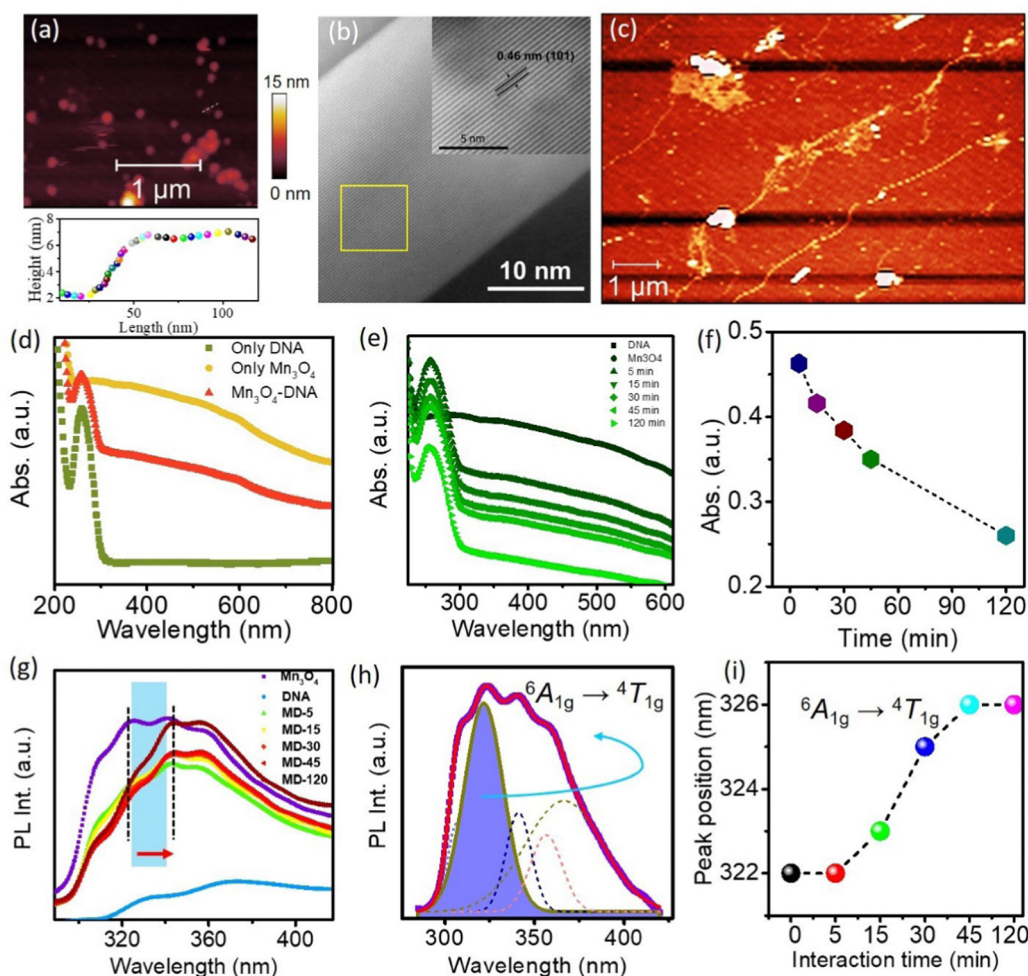 (a)
15 nm
1 µm
0 nm
Height (nm)
8
6
4
2
50
100
Length (nm)
(b)
0.46 nm (101)
5 nm
10 nm
(c)
1 µm
(d)
Only DNA
Only Mn₃O₄
Mn₃O₄-DNA
Abs. (a.u.)
200 400 600 800
Wavelength (nm)
(e)
DNA
Mn3O4
5 min
15 min
30 min
45 min
120 min
Abs. (a.u.)
300 400 500 600
Wavelength (nm)
(f)
Abs. (a.u.)
0.5
0.4
0.3
0.2
0 30 60 90 120
Time (min)
(g)
Mn₃O₄
DNA
MD-5
MD-15
MD-30
MD-45
MD-120
PL Int. (a.u.)
320 360 400
Wavelength (nm)
(h)
⁶A₁g → ⁴T₁g
PL Int. (a.u.)
300 350 400
Wavelength (nm)
(i)
⁶A₁g → ⁴T₁g
Peak position (nm)
326
324
322
0 5 15 30 45 120
Interaction time (min)